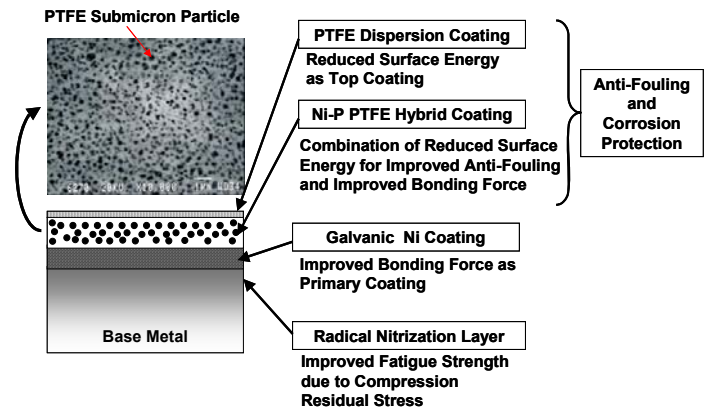 PTFE Submicron Particle
PTFE Dispersion Coating
Reduced Surface Energy
as Top Coating
Ni-P PTFE Hybrid Coating
Combination of Reduced Surface
Energy for Improved Anti-Fouling
and Improved Bonding Force
Anti-Fouling
and
Corrosion
Protection
Galvanic Ni Coating
Improved Bonding Force as
Primary Coating
Base Metal
Radical Nitrization Layer
Improved Fatigue Strength
due to Compression
Residual Stress